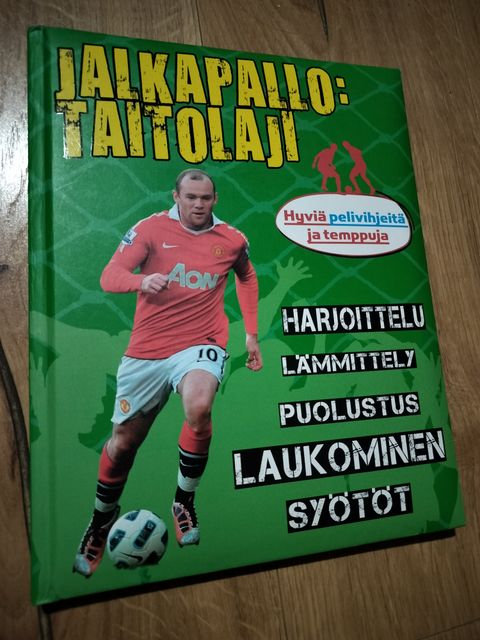 JALKAPALLO:
TAITOLAJI
Hyviä pelivihjeitä
ja temppuja
AON
10
HARJOITTELU
LÄMMITTELY
PUOLUSTUS
LAUKOMINEN
SYÖTÖT